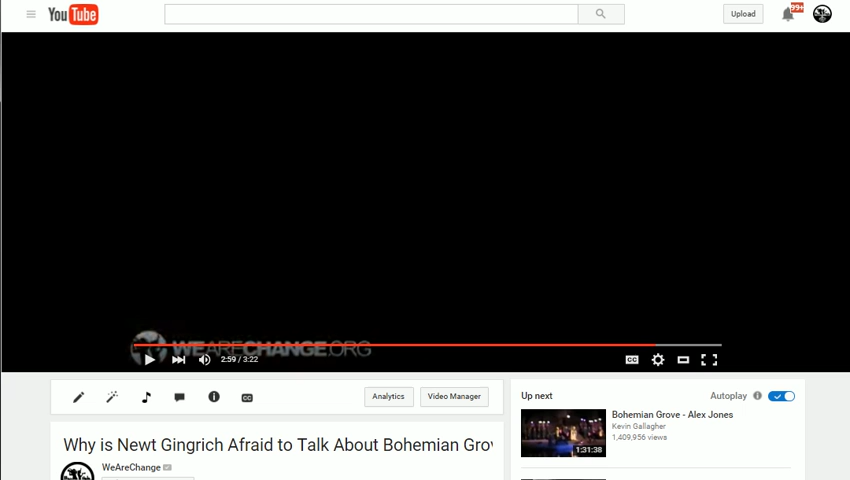 YouTube
Upload
99+
WEARECHANGE.ORG
2:59 / 3:22
CC
CC
Analytics
Video Manager
Up next
Autoplay
Why is Newt Gingrich Afraid to Talk About Bohemian Gro
WeAreChange
Bohemian Grove - Alex Jones
Kevin Gallagher
1,409,956 views
1:31:38